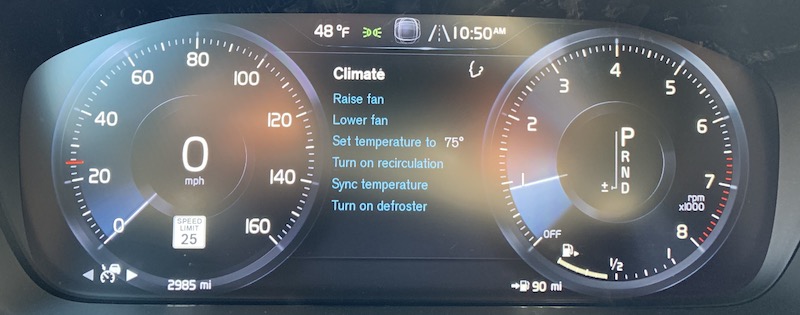 48 °F 10:50AM
80
60 100
40 120
20 140
0 160
0
mph
SPEED
LIMIT
25
2985 mi
Climate
Raise fan
Lower fan
Set temperature to 75°
Turn on recirculation
Sync temperature
Turn on defroster
4
3 5
2 6
1 7
OFF 8
P
R
N
± D
rpm
x1000
1/2
90 mi